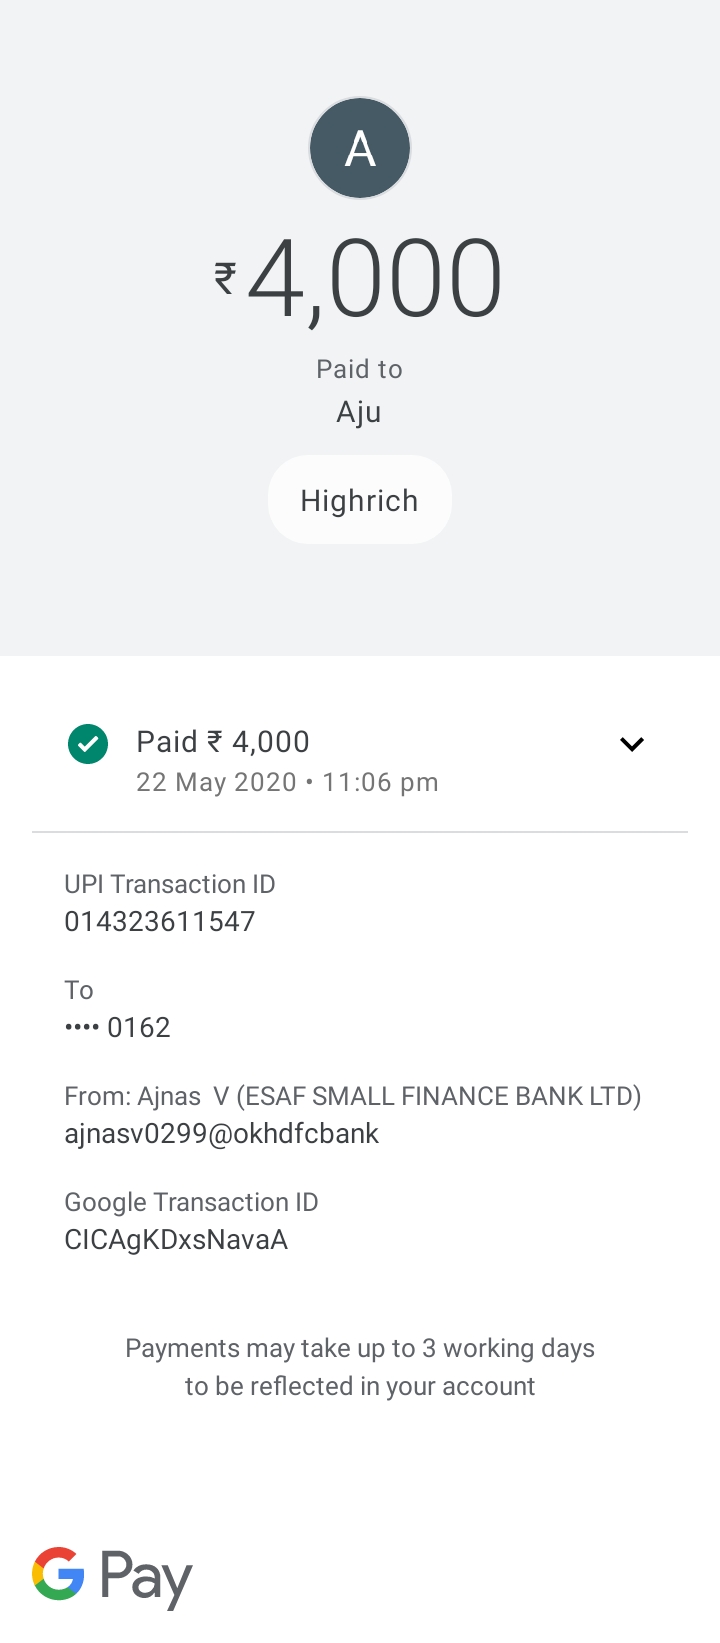 A
₹4,000
Paid to
Aju
Highrich
Paid ₹ 4,000
22 May 2020 • 11:06 pm
UPI Transaction ID
014323611547
To
•••• 0162
From: Ajnas  V (ESAF SMALL FINANCE BANK LTD)
ajnasv0299@okhdfcbank
Google Transaction ID
CICAgKDxsNavaA
Payments may take up to 3 working days
to be reflected in your account
G Pay